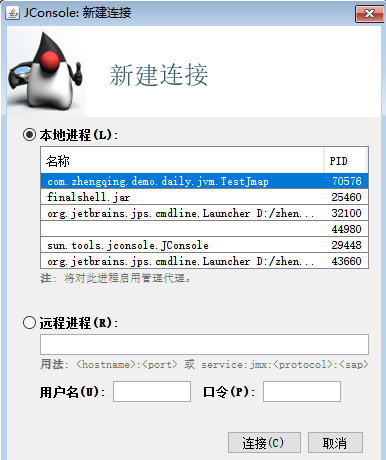 JConsole: 新建连接
新建连接
本地进程(L):
名称 PID
com.zhengqing.demo.daily.jvm.TestJmap 70576
finalshell.jar 25460
org.jetbrains.jps.cmdline.Launcher D:/zhen... 32100
44980
sun.tools.jconsole.JConsole 29448
org.jetbrains.jps.cmdline.Launcher D:/zhen... 43660
注: 将对此进程启用管理代理。
远程进程(R):
用法: <hostname>:<port> 或 service:jmx:<protocol>:<sap>
用户名(U): 口令(P):
连接(C) 取消